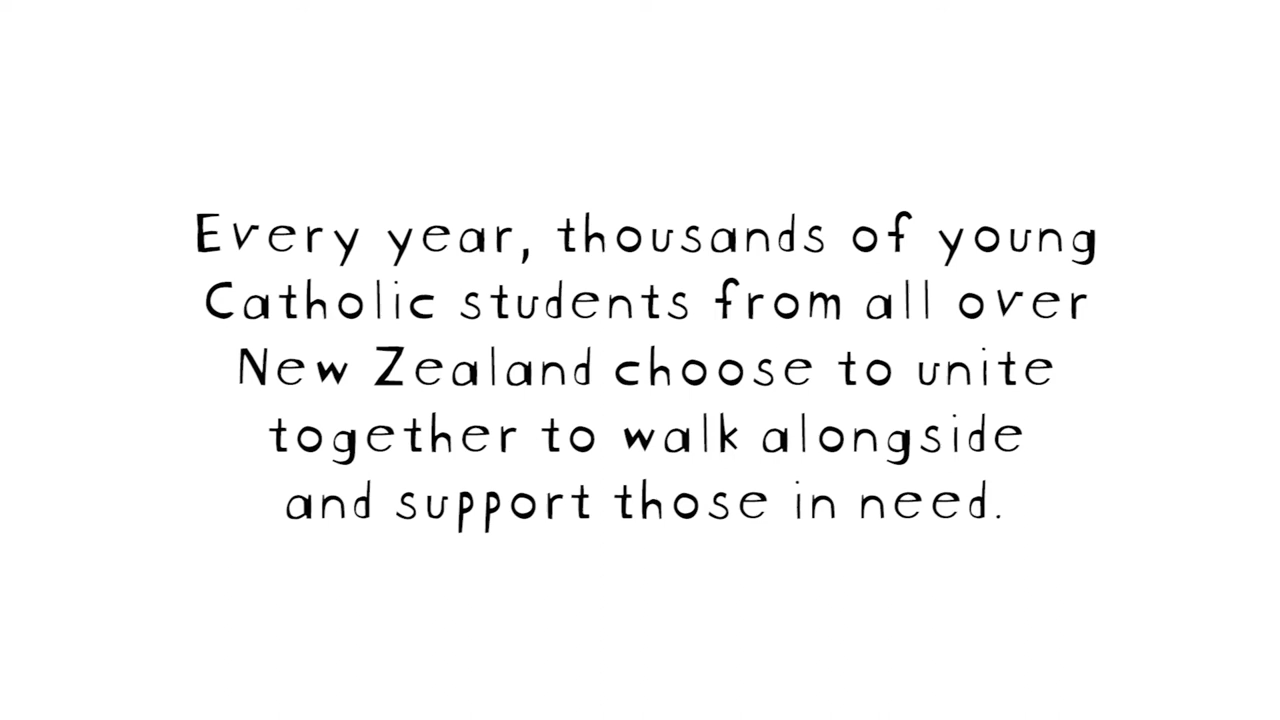 Every year, thousands of young
Catholic students from all over
New Zealand choose to unite
together to walk alongside
and support those in need.